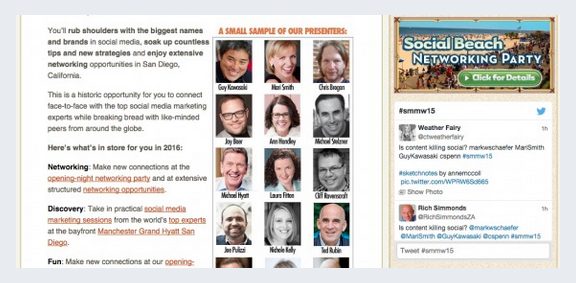 You'll rub shoulders with the biggest names
and brands in social media, soak up countless
tips and new strategies and enjoy extensive
networking opportunities in San Diego,
California.
This is a historic opportunity for you to connect
face-to-face with the top social media marketing
experts while breaking bread with like-minded
peers from around the globe.
Here's what's in store for you in 2016:
Networking: Make new connections at the
opening-night networking party and at extensive
structured networking opportunities.
Discovery: Take in practical social media
marketing sessions from the world's top experts
at the bayfront Manchester Grand Hyatt San
Diego.
Fun: Make new connections at our opening-
A SMALL SAMPLE OF OUR PRESENTERS:
Guy Kawasaki
Mari Smith
Chris Brogan
Jay Baer
Ann Handley
Michael Stelzner
Michael Hyatt
Laura Fitton
Cliff Ravenscraft
Joe Pulizzi
Nichole Kelly
Ted Rubin
Social Beach
NETWORKING PARTY
Click for Details
#smmw15
Weather Fairy
1h
@ctweatherfairy
Is content killing social? markwschaefer MariSmith
GuyKawasaki cspenn #smmw15
#sketchnotes by annemccoll
pic.twitter.com/WPRW6Sd665
Show Photo
Rich Simmonds
1h
@RichSimmondsZA
Is content killing social? @markwschaefer
@MariSmith @GuyKawasaki @cspenn #smmw15
Tweet #smmw15